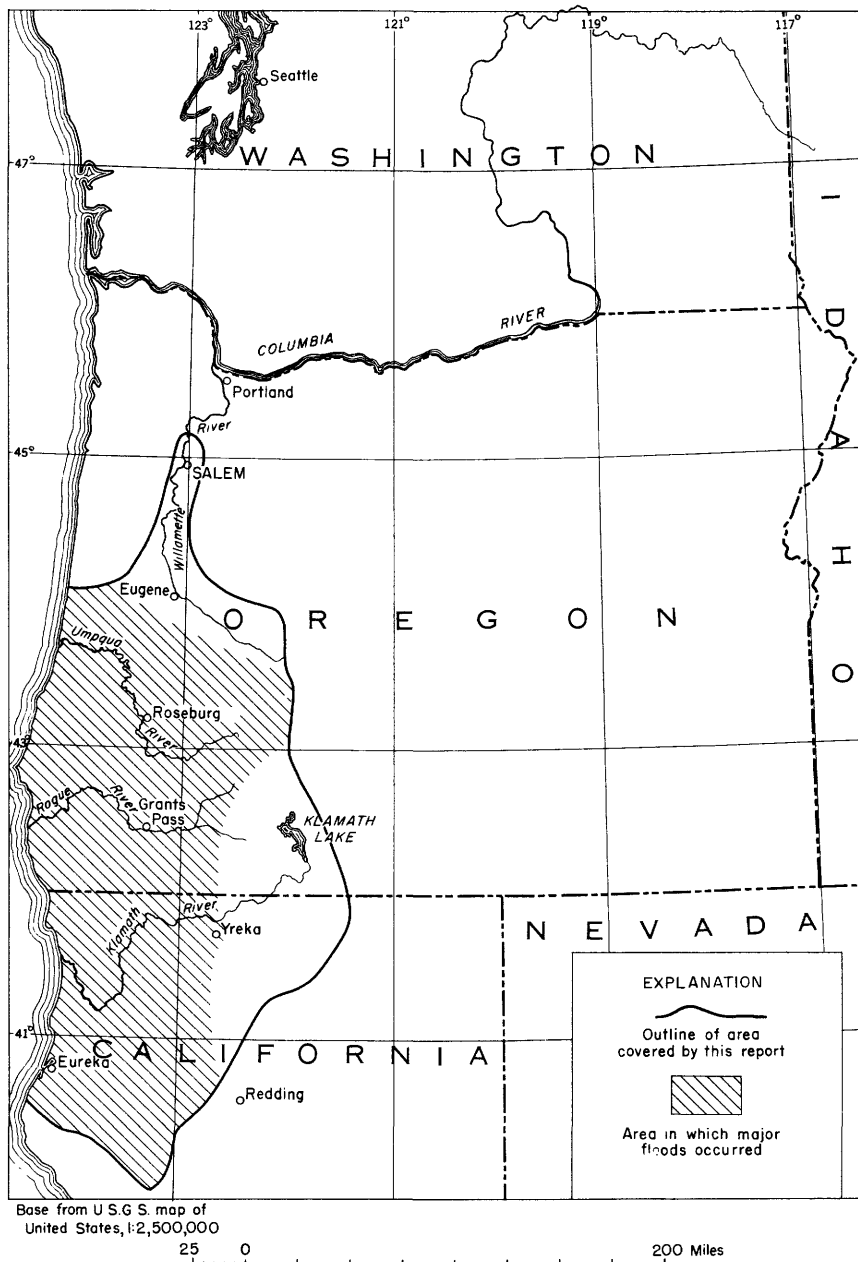 123° 121° 119° 117°
Seattle
WASHINGTON
47°
IDAHO
COLUMBIA RIVER
Portland
River
45°
SALEM
Willamette
Eugene
OREGON
Umpqua
Roseburg
River
43°
Rogue River
Grants
Pass
KLAMATH
LAKE
Klamath River
Yreka
NEVADA
EXPLANATION
Outline of area
covered by this report
Area in which major
floods occurred
41°
CALIFORNIA
Eureka
Redding
Base from U.S.G.S. map of
United States, 1:2,500,000
25 0 200 Miles